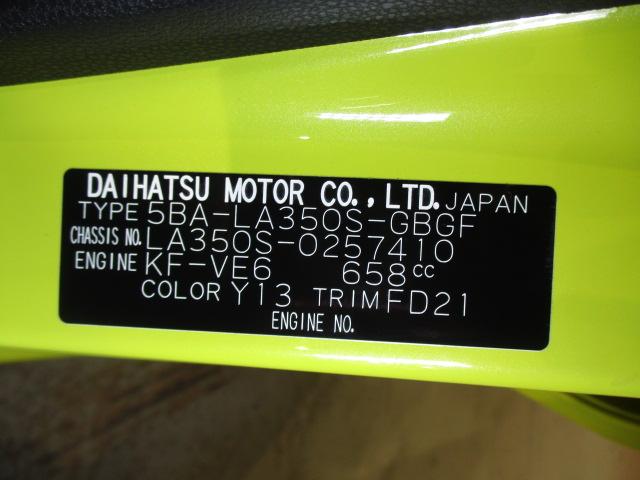 DAIHATSU MOTOR CO., LTD. JAPAN
TYPE 5BA-LA350S-GBGF
CHASSIS NO. LA350S-0257410
ENGINE KF-VE6 658cc
COLOR Y13 TRIM FD21
ENGINE NO.